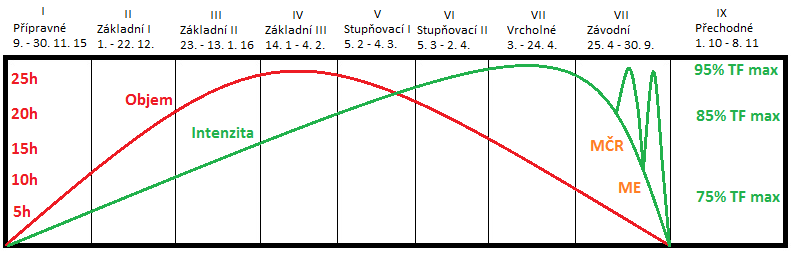 I II III IV V VI VII VII IX
Přípravné Základní I Základní II Základní III Stupňovací I Stupňovací II Vrcholné Závodní Přechodné
9. - 30. 11. 15 1. - 22. 12. 23. - 13. 1. 16 14. 1 - 4. 2. 5. 2 - 4. 3. 5. 3 - 2. 4. 3. - 24. 4. 25. 4 - 30. 9. 1. 10 - 8. 11
25h 95% TF max
Objem
20h 85% TF max
Intenzita
15h MČR
10h ME
75% TF max
5h